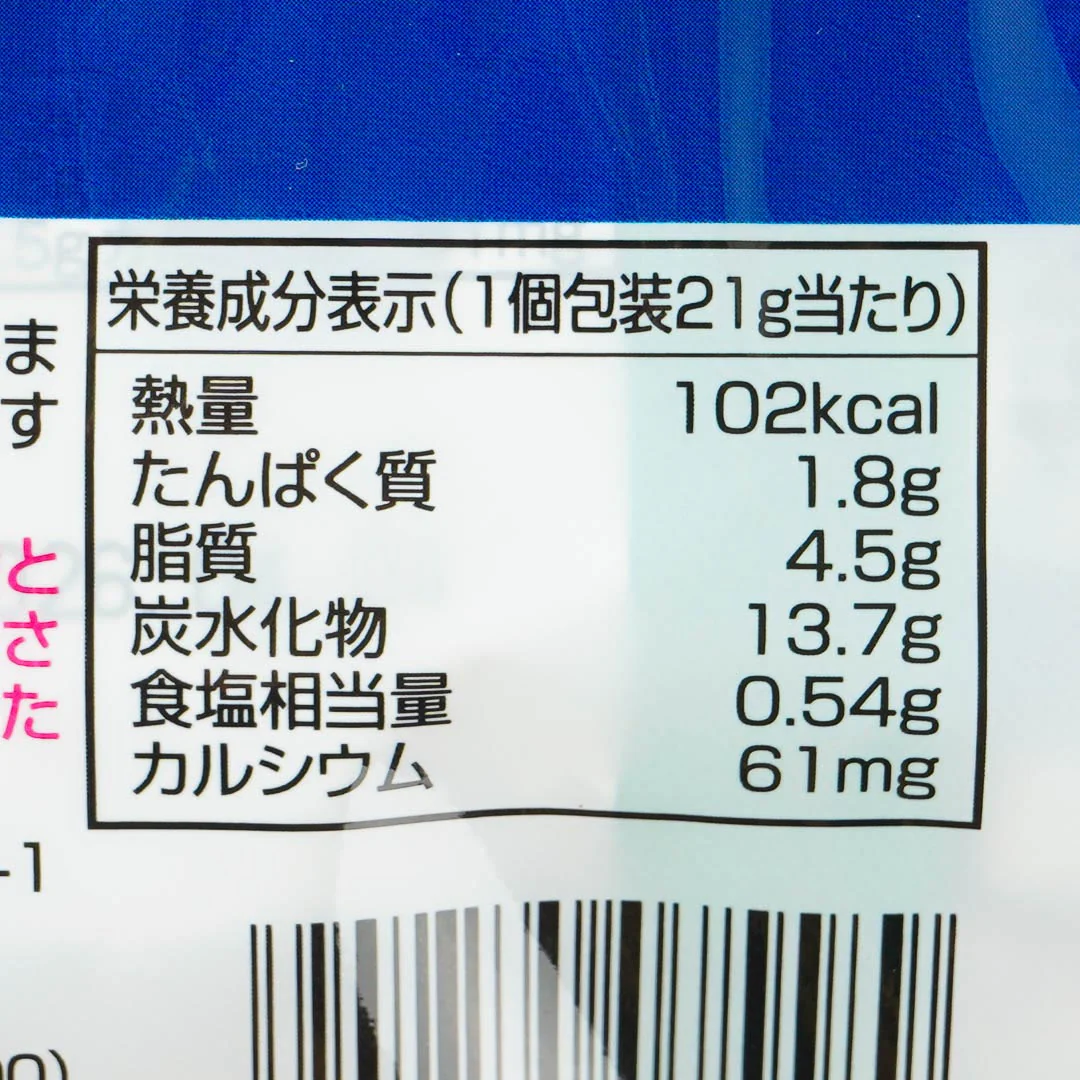 栄養成分表示(1個包装21g当たり)
熱量 102kcal
たんぱく質 1.8g
脂質 4.5g
炭水化物 13.7g
食塩相当量 0.54g
カルシウム 61mg
ます
とさた
-1